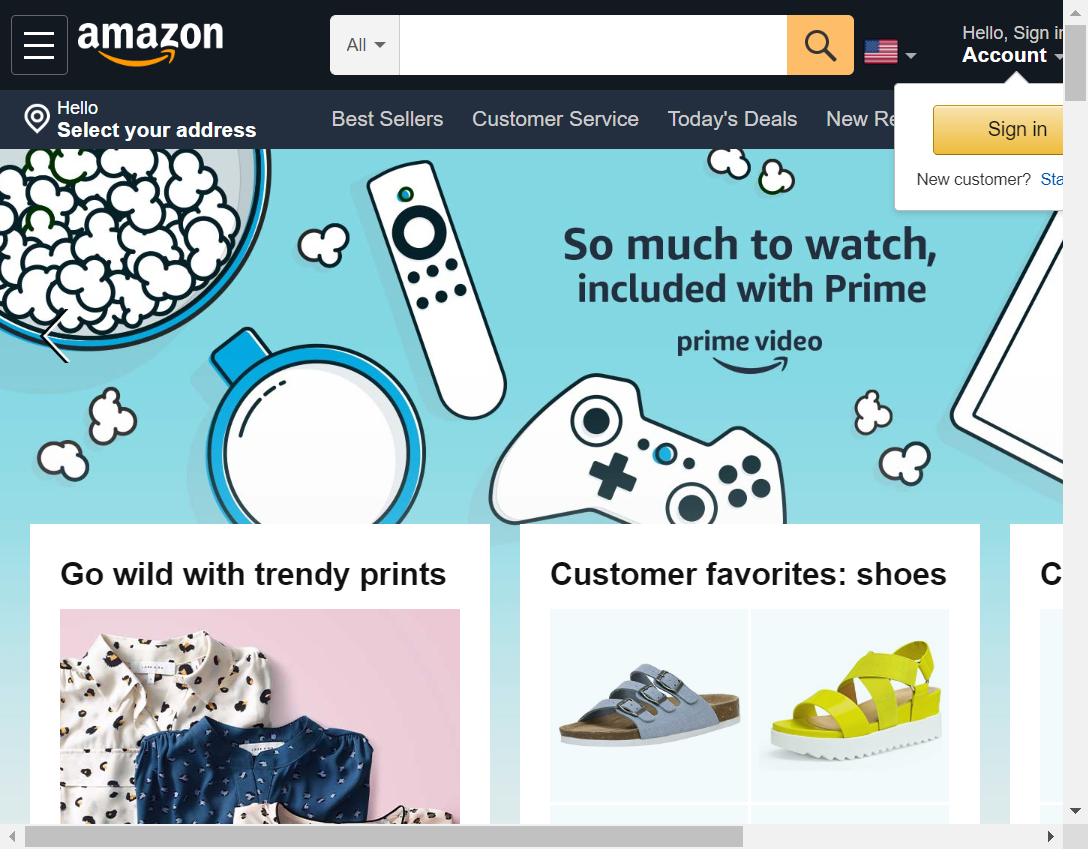 amazon
All
Hello, Sign in
Account
Hello
Select your address
Best Sellers
Customer Service
Today's Deals
New Re
Sign in
New customer? Sta
So much to watch,
included with Prime
prime video
Go wild with trendy prints
Customer favorites: shoes
C